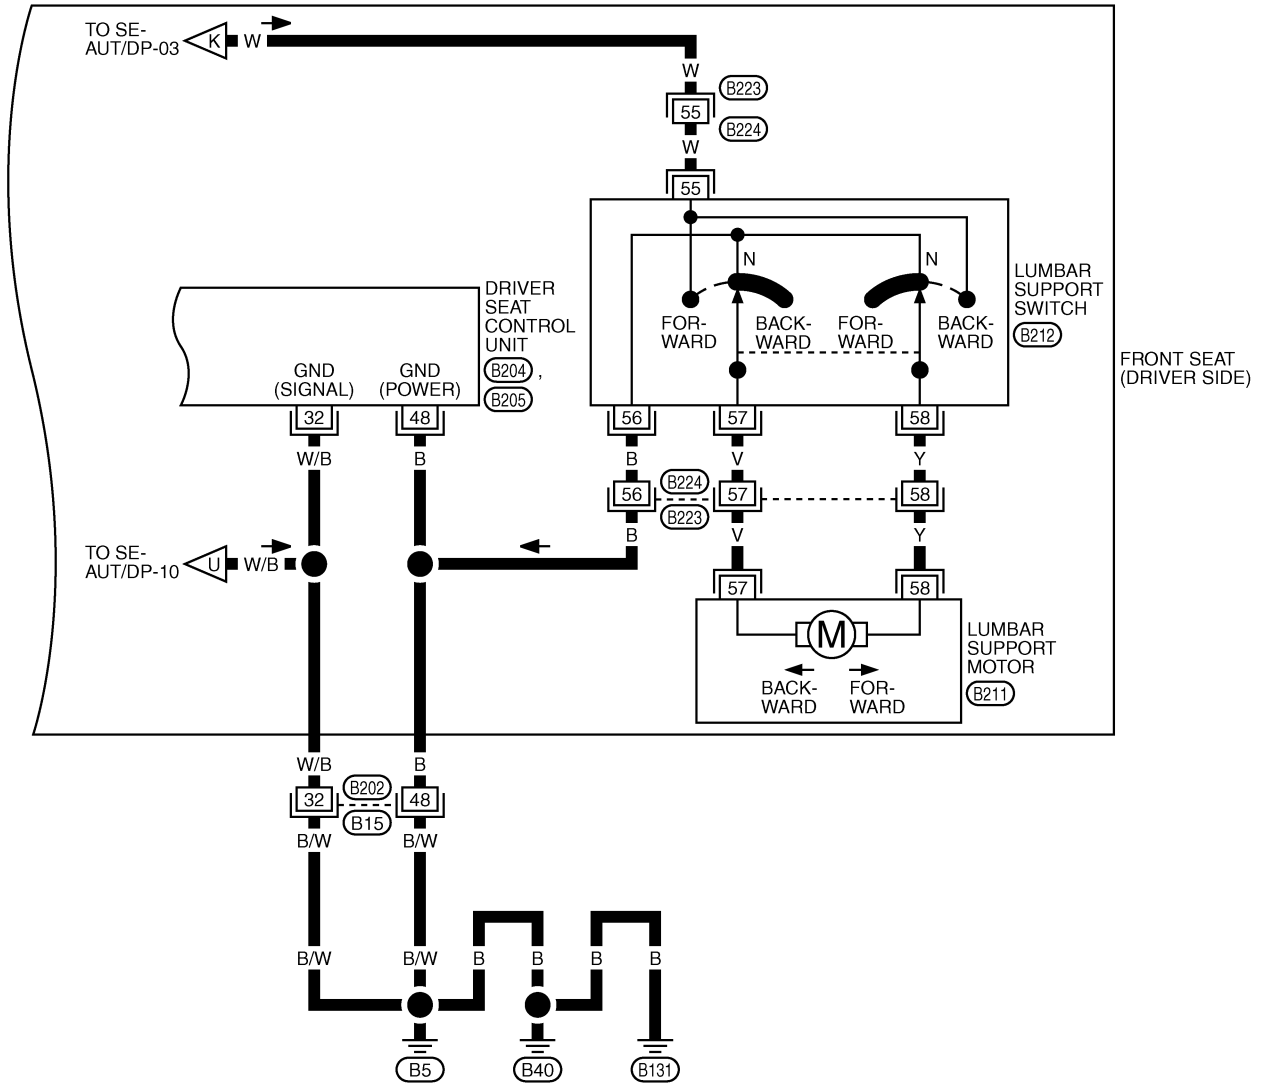 TO SE-
AUT/DP-03
K
W
W
B223
55
B224
W
55
N
N
FOR-
WARD
BACK-
WARD
FOR-
WARD
BACK-
WARD
LUMBAR
SUPPORT
SWITCH
B212
DRIVER
SEAT
CONTROL
UNIT
B204 ,
B205
GND
(SIGNAL)
GND
(POWER)
FRONT SEAT
(DRIVER SIDE)
32
48
56
57
58
W/B
B
B
V
Y
56
B224
57
58
B223
B
V
Y
TO SE-
AUT/DP-10
U
W/B
57
58
M
BACK-
WARD
FOR-
WARD
LUMBAR
SUPPORT
MOTOR
B211
W/B
B
32
B202
48
B15
B/W
B/W
B/W
B/W
B
B
B
B
B5
B40
B131